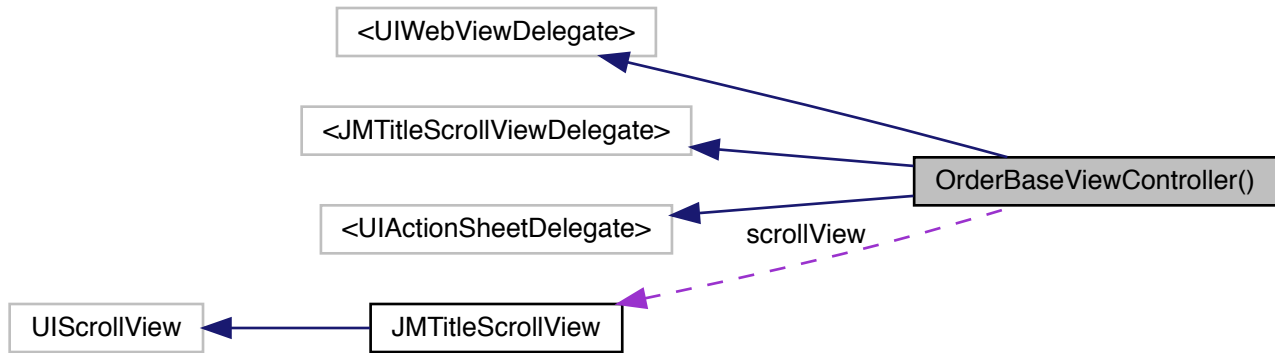 <UIWebViewDelegate>
<JMTitleScrollViewDelegate>
OrderBaseViewController()
<UIActionSheetDelegate>
scrollView
UIScrollView
JMTitleScrollView